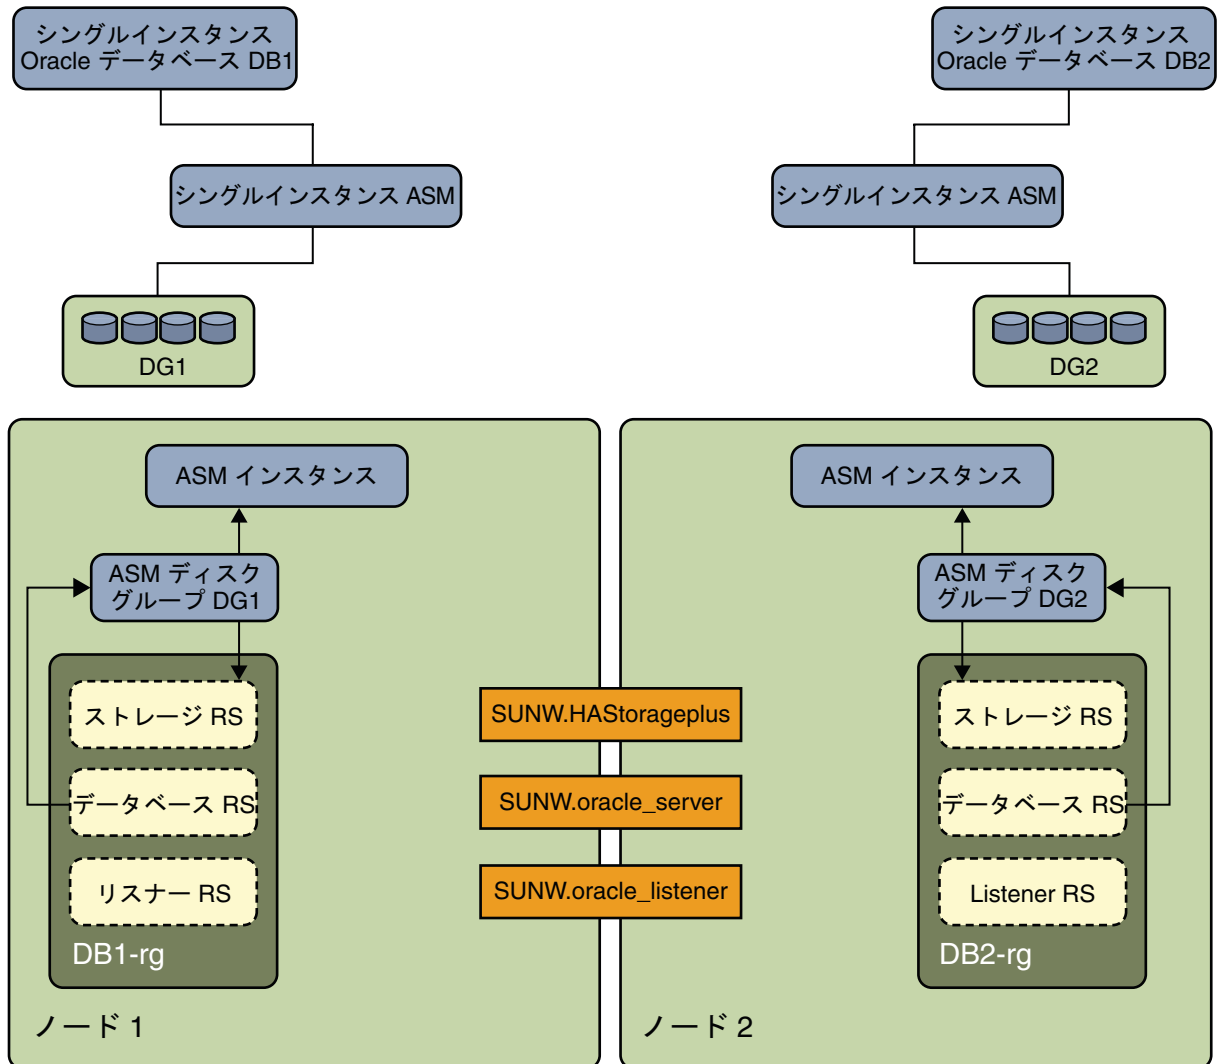 シングルインスタンス
Oracle データベース DB1
シングルインスタンス
Oracle データベース DB2
シングルインスタンス ASM
シングルインスタンス ASM
DG1
DG2
ASM インスタンス
ASM インスタンス
ASM ディスク
グループ DG1
ASM ディスク
グループ DG2
ストレージ RS
SUNW.HAStorageplus
ストレージ RS
データベース RS
SUNW.oracle_server
データベース RS
リスナー RS
SUNW.oracle_listener
Listener RS
DB1-rg
DB2-rg
ノード 1
ノード 2